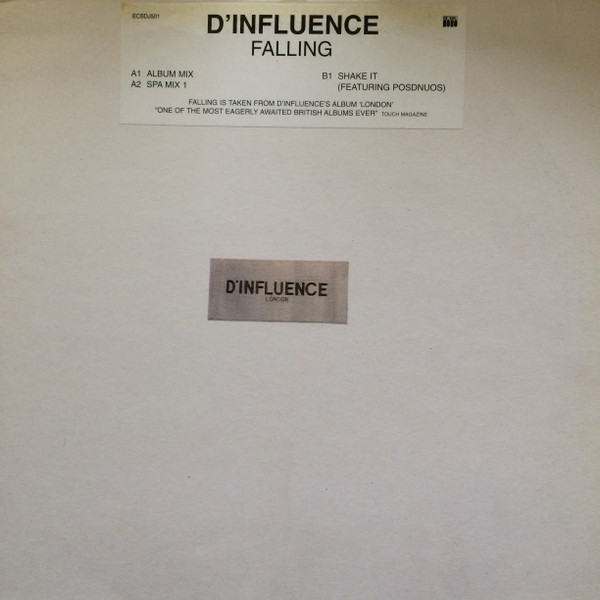 ECSDJ501
D'INFLUENCE
FALLING
A1 ALBUM MIX
A2 SPA MIX 1
B1 SHAKE IT
(FEATURING POSDNUOS)
FALLING IS TAKEN FROM D'INFLUENCE'S ALBUM 'LONDON'
"ONE OF THE MOST EAGERLY AWAITED BRITISH ALBUMS EVER" TOUCH MAGAZINE
D'INFLUENCE
LONDON